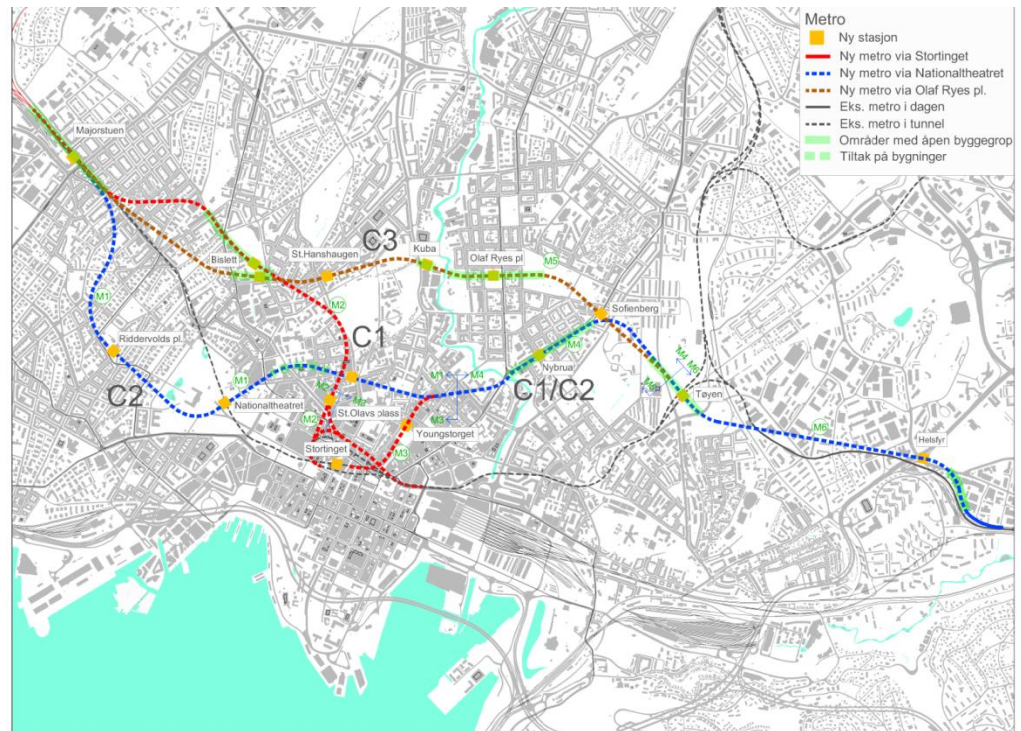 Metro
Ny stasjon
Ny metro via Stortinget
Ny metro via Nationaltheatret
Ny metro via Olaf Ryes pl.
Eks. metro i dagen
Eks. metro i tunnel
Områder med åpen byggegrop
Tiltak på bygninger
Majorstuen
C3
St.Hanshaugen
Kuba
Bislett
Olaf Ryes pl
M5
M1
M2
Sofienberg
C1
Riddervolds pl.
M4
Nybrua
M4 M6
M1
M1
M4
C2
C1/C2
Tøyen
Nationaltheatret
St.Olavs plass
M3
M2
Youngstorget
M6
Helsfyr
Stortinget
M3